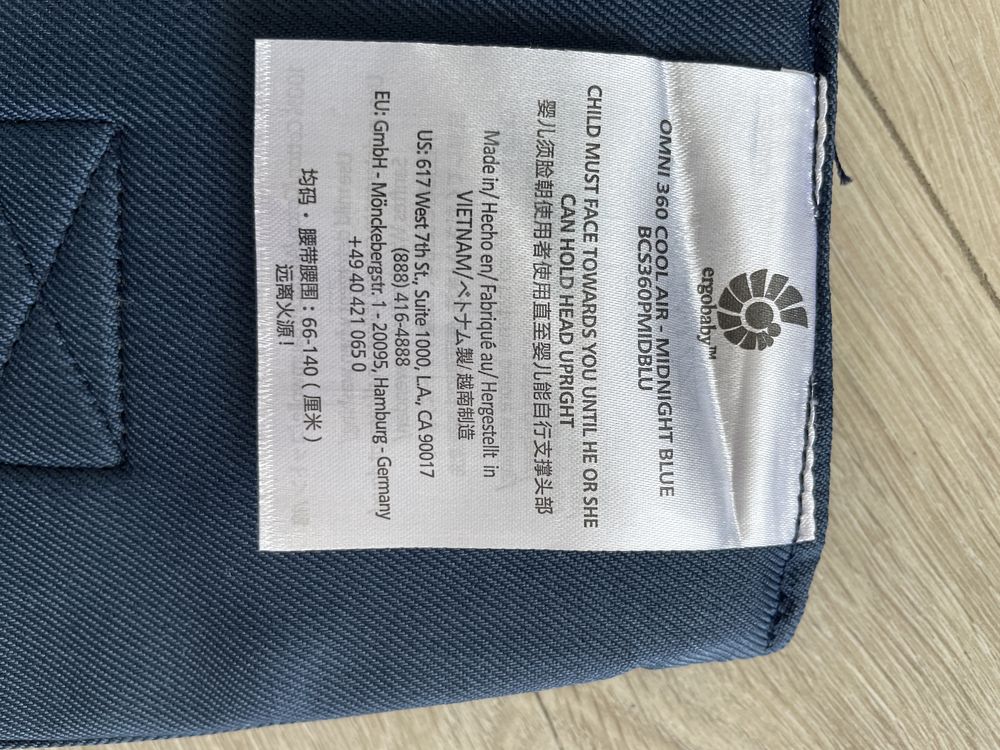 ergobaby™
OMNI 360 COOL AIR - MIDNIGHT BLUE
BCS360PMIDBLU
CHILD MUST FACE TOWARDS YOU UNTIL HE OR SHE
CAN HOLD HEAD UPRIGHT
婴儿须脸朝使用者使用直至婴儿能自行支撑头部
Made in/ Hecho en/ Fabriqué au/ Hergestellt in
VIETNAM/ベトナム製/越南制造
US: 617 West 7th St., Suite 1000, L.A., CA 90017
(888) 416-4888
EU: GmbH - Mönckebergstr. 1 - 20095, Hamburg - Germany
+49 40 421 065 0
均码・腰带腰围：66-140（厘米）
远离火源！